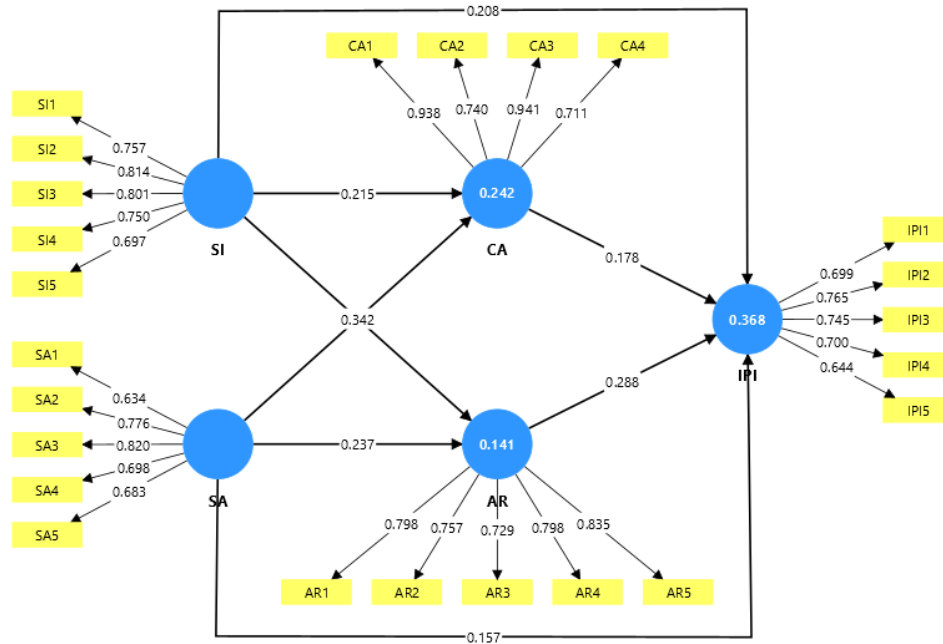 0.208
CA1
CA2
CA3
CA4
0.938
0.740
0.941
0.711
SI1
SI2
SI3
SI4
SI5
0.757
0.814
0.801
0.750
0.697
SI
0.215
0.242
CA
0.178
0.342
SA1
SA2
SA3
SA4
SA5
0.634
0.776
0.820
0.698
0.683
SA
0.237
0.141
AR
0.288
0.368
IPI
0.699
0.765
0.745
0.700
0.644
IPI1
IPI2
IPI3
IPI4
IPI5
0.798
0.757
0.729
0.798
0.835
AR1
AR2
AR3
AR4
AR5
0.157